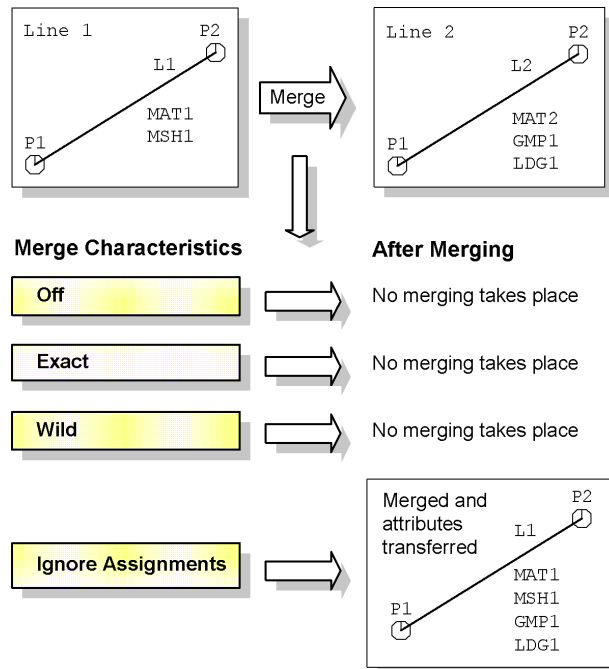 Line 1
P2
L1
MAT1
MSH1
P1
Merge
Line 2
P2
L2
MAT2
GMP1
LDG1
P1
Merge Characteristics
After Merging
Off
No merging takes place
Exact
No merging takes place
Wild
No merging takes place
Ignore Assignments
Merged and
attributes
transferred
P2
L1
MAT1
MSH1
GMP1
LDG1
P1